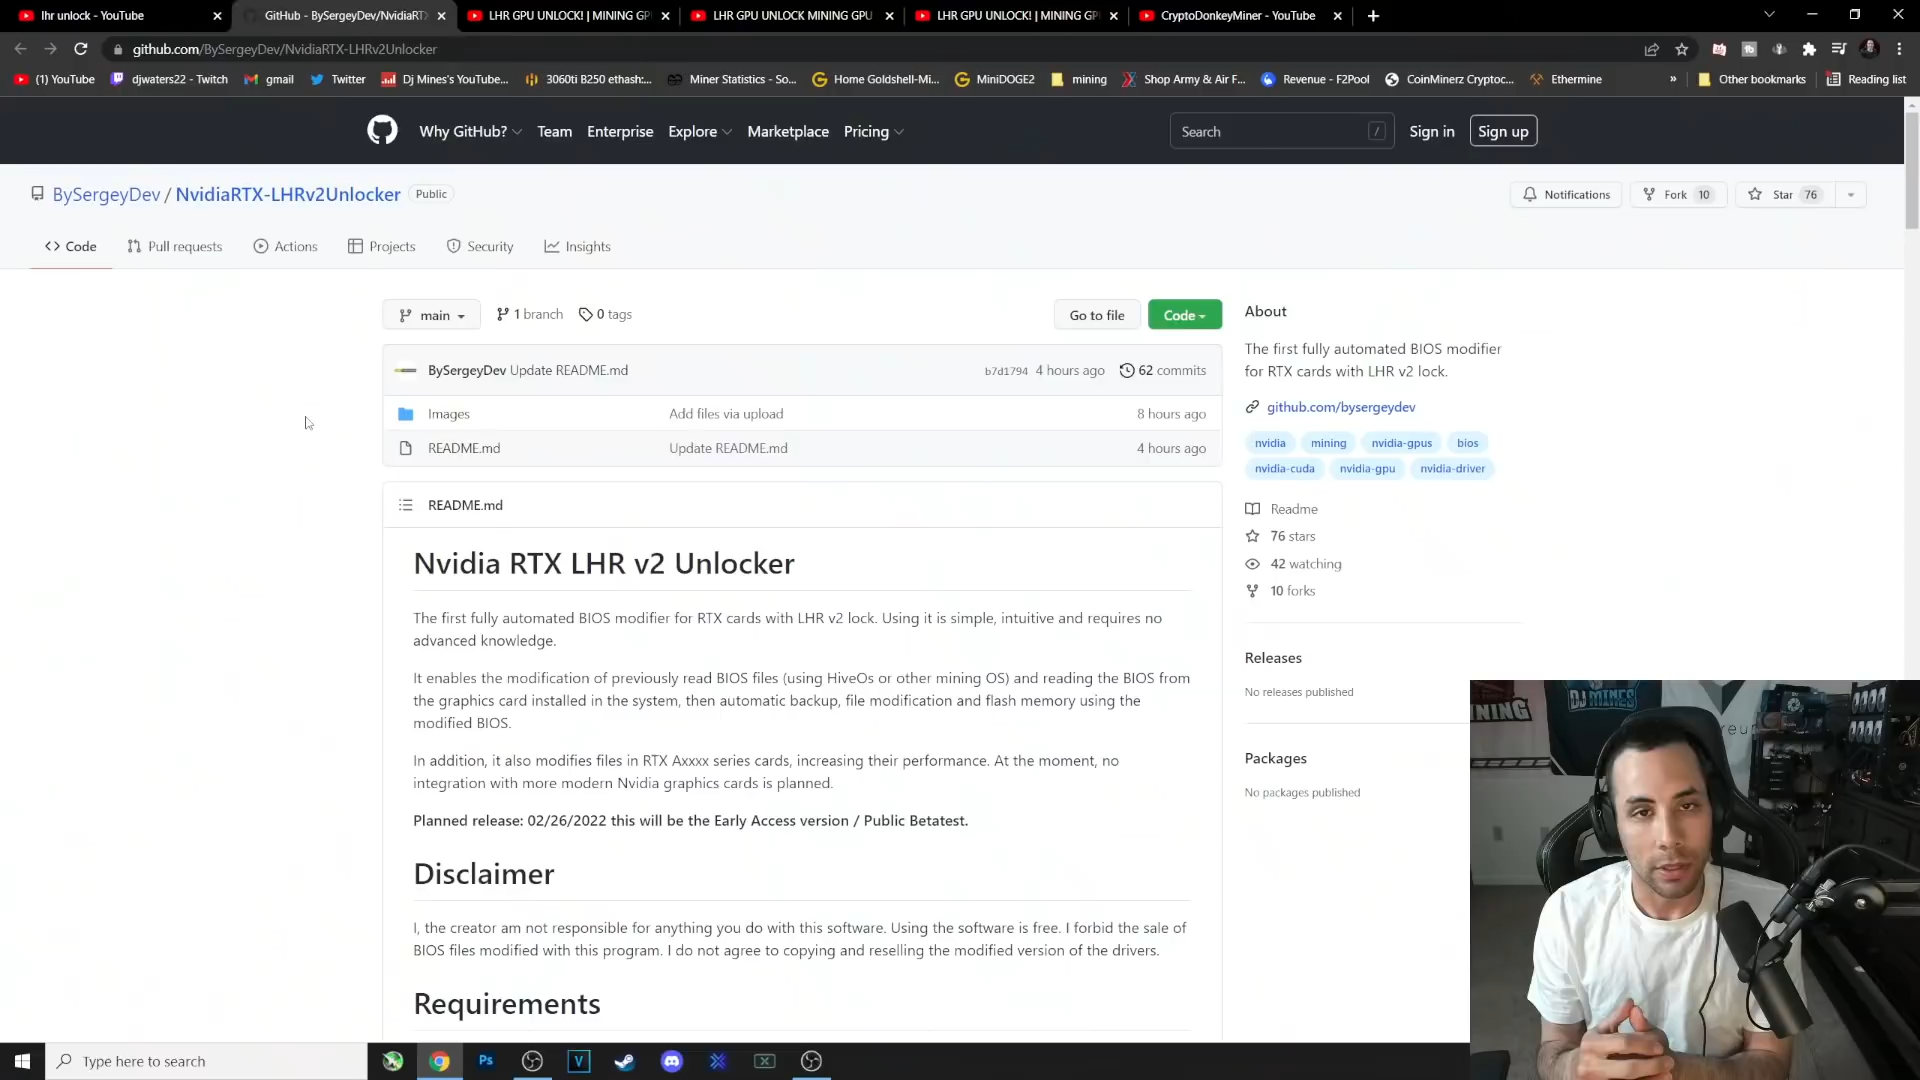 lhr unlock - YouTube
GitHub - BySergeyDev/NvidiaRTX
LHR GPU UNLOCK! | MINING GP
LHR GPU UNLOCK MINING GPU
LHR GPU UNLOCK! | MINING GP
CryptoDonkeyMiner - YouTube
github.com/BySergeyDev/NvidiaRTX-LHRv2Unlocker
(1) YouTube
djwaters22 - Twitch
gmail
Twitter
Dj Mines's YouTube...
3060ti B250 ethash:...
Miner Statistics - So...
Home Goldshell-Mi...
MiniDOGE2
mining
Shop Army & Air F...
Revenue - F2Pool
CoinMinerz Cryptoc...
Ethermine
»
Other bookmarks
Reading list
Why GitHub?
Team
Enterprise
Explore
Marketplace
Pricing
Search /
Sign in
Sign up
BySergeyDev / NvidiaRTX-LHRv2Unlocker Public
Notifications
Fork 10
Star 76
Code
Pull requests
Actions
Projects
Security
Insights
main
1 branch
0 tags
Go to file
Code
BySergeyDev Update README.md b7d1794 4 hours ago 62 commits
Images Add files via upload 8 hours ago
README.md Update README.md 4 hours ago
README.md
Nvidia RTX LHR v2 Unlocker
The first fully automated BIOS modifier for RTX cards with LHR v2 lock. Using it is simple, intuitive and requires no
advanced knowledge.
It enables the modification of previously read BIOS files (using HiveOs or other mining OS) and reading the BIOS from
the graphics card installed in the system, then automatic backup, file modification and flash memory using the
modified BIOS.
In addition, it also modifies files in RTX Axxxx series cards, increasing their performance. At the moment, no
integration with more modern Nvidia graphics cards is planned.
Planned release: 02/26/2022 this will be the Early Access version / Public Betatest.
Disclaimer
I, the creator am not responsible for anything you do with this software. Using the software is free. I forbid the sale of
BIOS files modified with this program. I do not agree to copying and reselling the modified version of the drivers.
Requirements
About
The first fully automated BIOS modifier
for RTX cards with LHR v2 lock.
github.com/bysergeydev
nvidia
mining
nvidia-gpus
bios
nvidia-cuda
nvidia-gpu
nvidia-driver
Readme
76 stars
42 watching
10 forks
Releases
No releases published
Packages
No packages published
DJ MINES
Type here to search
Ps
V